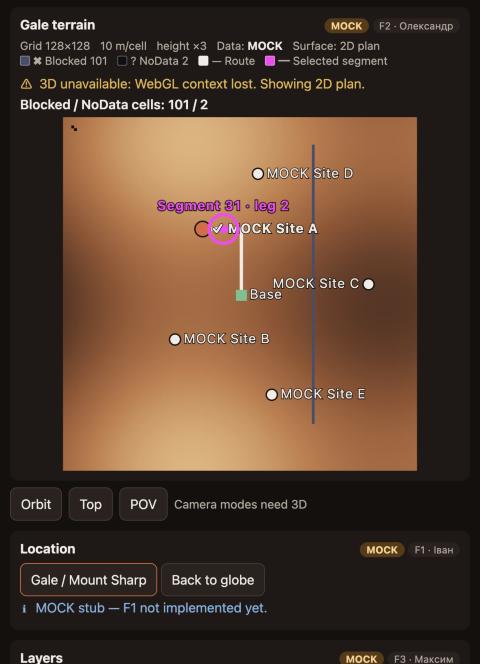 Gale terrain MOCK F2 · Олександр
Grid 128×128 10 m/cell height ×3 Data: MOCK Surface: 2D plan
✖ Blocked 101 ? NoData 2 — Route — Selected segment
⚠ 3D unavailable: WebGL context lost. Showing 2D plan.
Blocked / NoData cells: 101 / 2
MOCK Site D
Segment 31 · leg 2
✓ MOCK Site A
MOCK Site C
Base
MOCK Site B
MOCK Site E
Orbit Top POV Camera modes need 3D
Location MOCK F1 · Іван
Gale / Mount Sharp Back to globe
ℹ MOCK stub — F1 not implemented yet.
Layers MOCK F3 · Максим